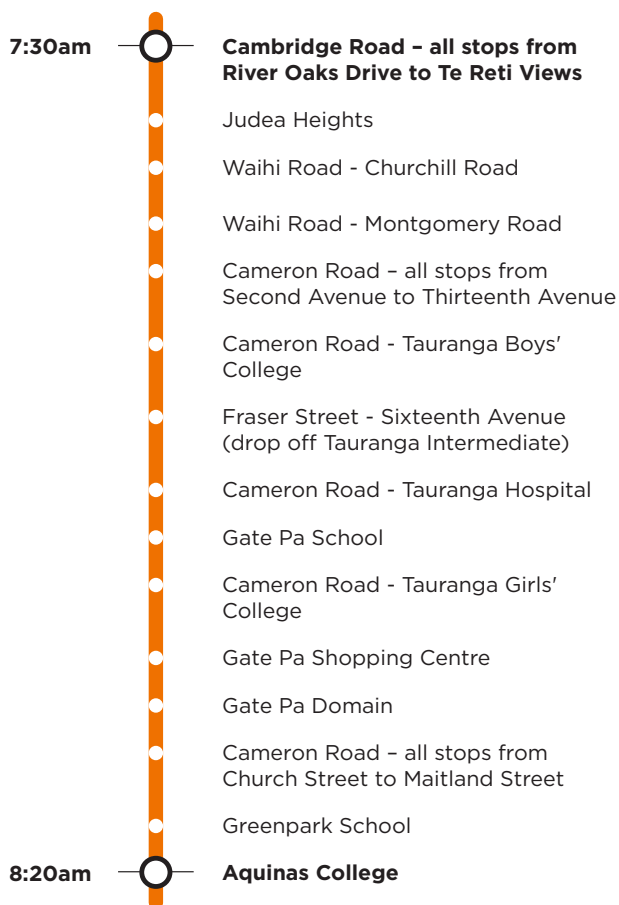 7:30am
Cambridge Road – all stops from
River Oaks Drive to Te Reti Views
Judea Heights
Waihi Road - Churchill Road
Waihi Road - Montgomery Road
Cameron Road – all stops from
Second Avenue to Thirteenth Avenue
Cameron Road - Tauranga Boys'
College
Fraser Street - Sixteenth Avenue
(drop off Tauranga Intermediate)
Cameron Road - Tauranga Hospital
Gate Pa School
Cameron Road - Tauranga Girls'
College
Gate Pa Shopping Centre
Gate Pa Domain
Cameron Road – all stops from
Church Street to Maitland Street
Greenpark School
8:20am
Aquinas College